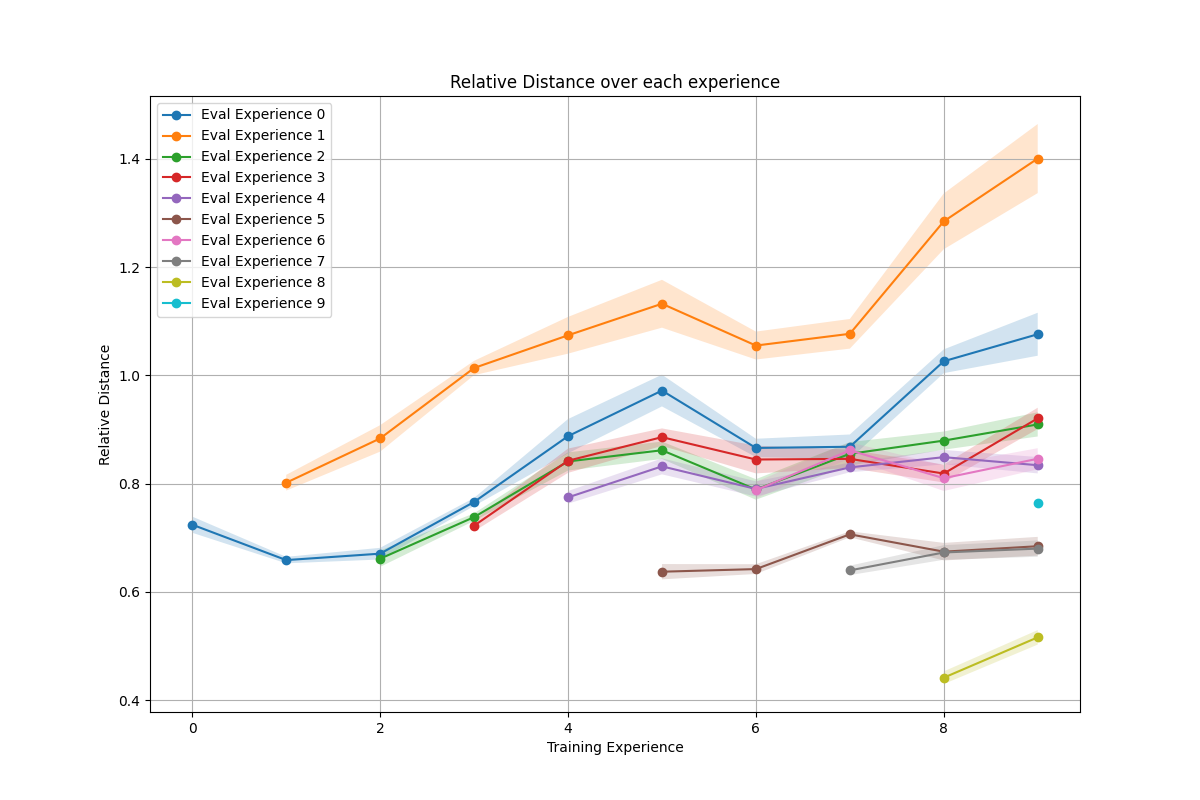 Relative Distance over each experience
Eval Experience 0
Eval Experience 1
Eval Experience 2
Eval Experience 3
Eval Experience 4
Eval Experience 5
Eval Experience 6
Eval Experience 7
Eval Experience 8
Eval Experience 9
Relative Distance
1.4
1.2
1.0
0.8
0.6
0.4
0 2 4 6 8
Training Experience